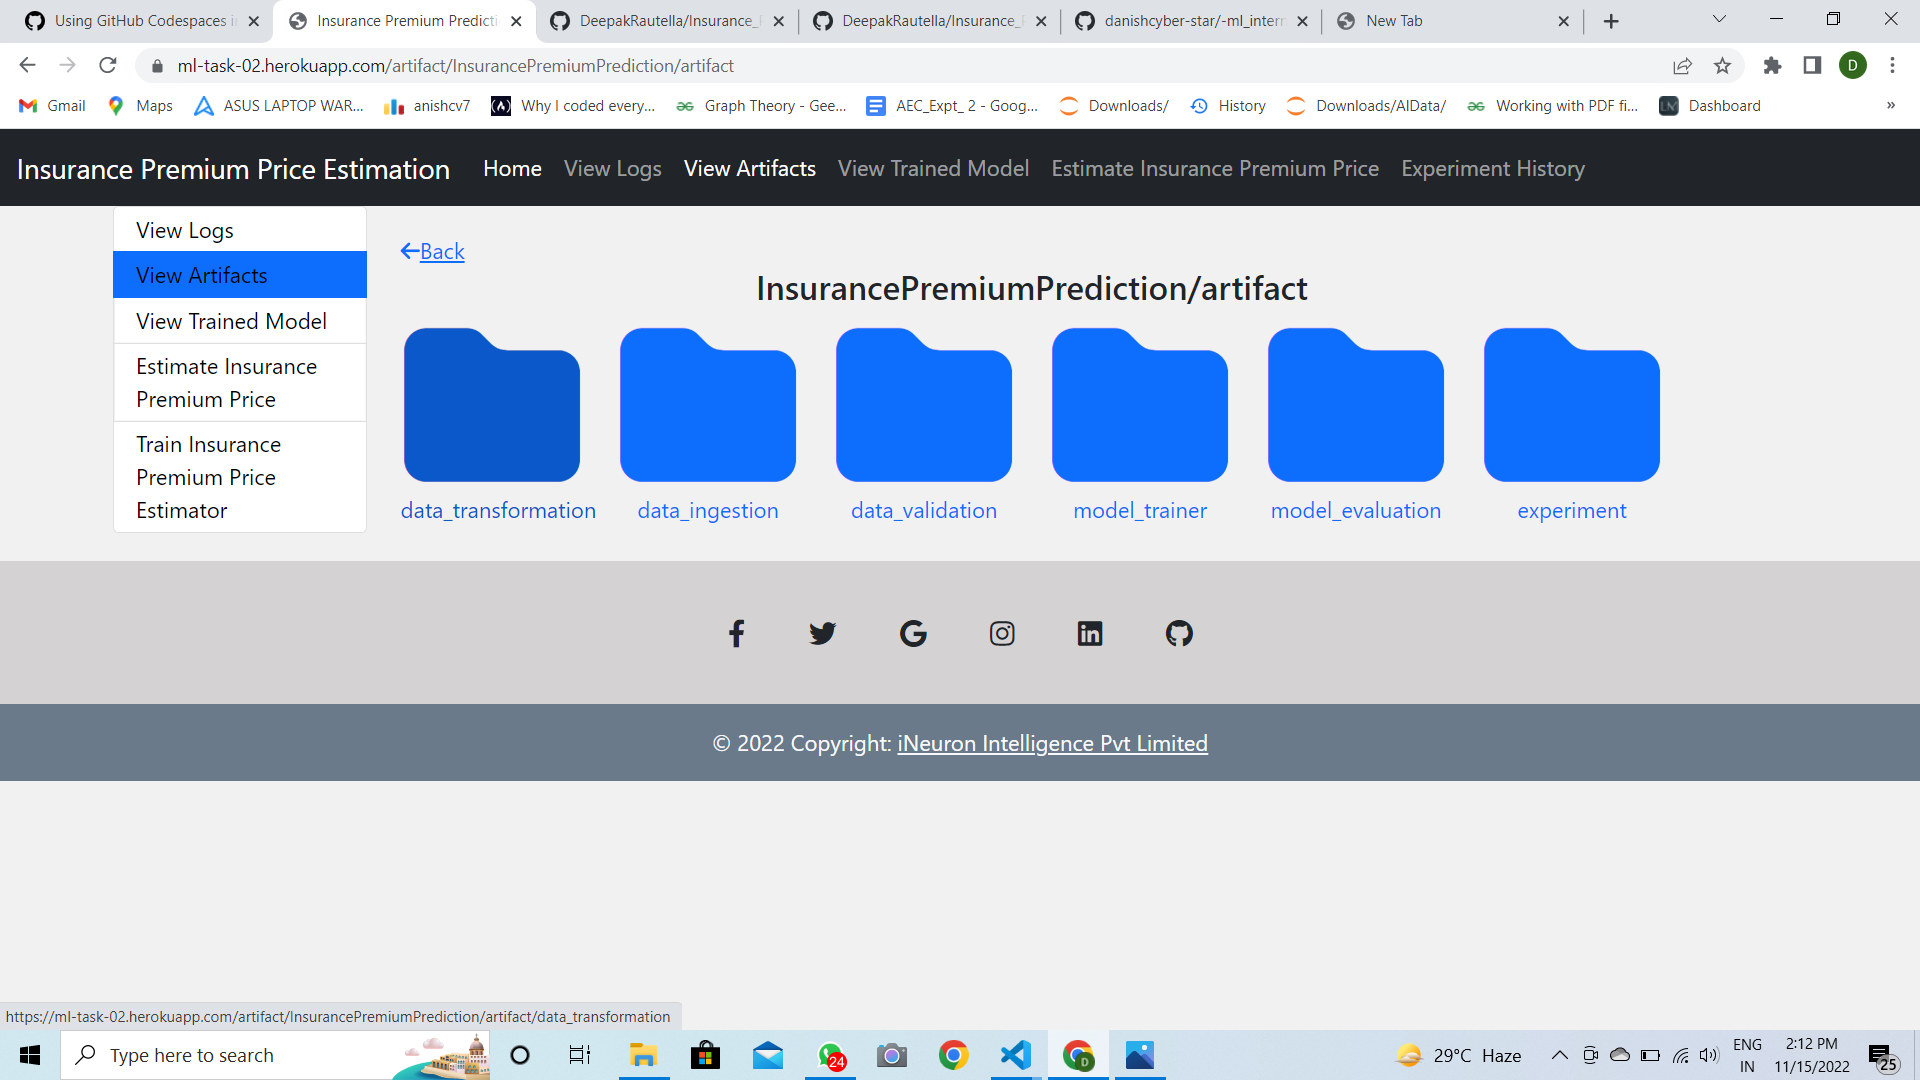 Using GitHub Codespaces i
Insurance Premium Predicti
DeepakRautella/Insurance_P
DeepakRautella/Insurance_P
danishcyber-star/-ml_intern
New Tab
ml-task-02.herokuapp.com/artifact/InsurancePremiumPrediction/artifact
D
Gmail
Maps
ASUS LAPTOP WAR...
anishcv7
Why I coded every...
Graph Theory - Gee...
AEC_Expt_ 2 - Goog...
Downloads/
History
Downloads/AIData/
Working with PDF fi...
Dashboard
»
Insurance Premium Price Estimation
Home
View Logs
View Artifacts
View Trained Model
Estimate Insurance Premium Price
Experiment History
View Logs
View Artifacts
View Trained Model
Estimate Insurance
Premium Price
Train Insurance
Premium Price
Estimator
Back
InsurancePremiumPrediction/artifact
data_transformation
data_ingestion
data_validation
model_trainer
model_evaluation
experiment
© 2022 Copyright: iNeuron Intelligence Pvt Limited
https://ml-task-02.herokuapp.com/artifact/InsurancePremiumPrediction/artifact/data_transformation
Type here to search
24
D
29°C Haze
ENG
IN
2:12 PM
11/15/2022
25